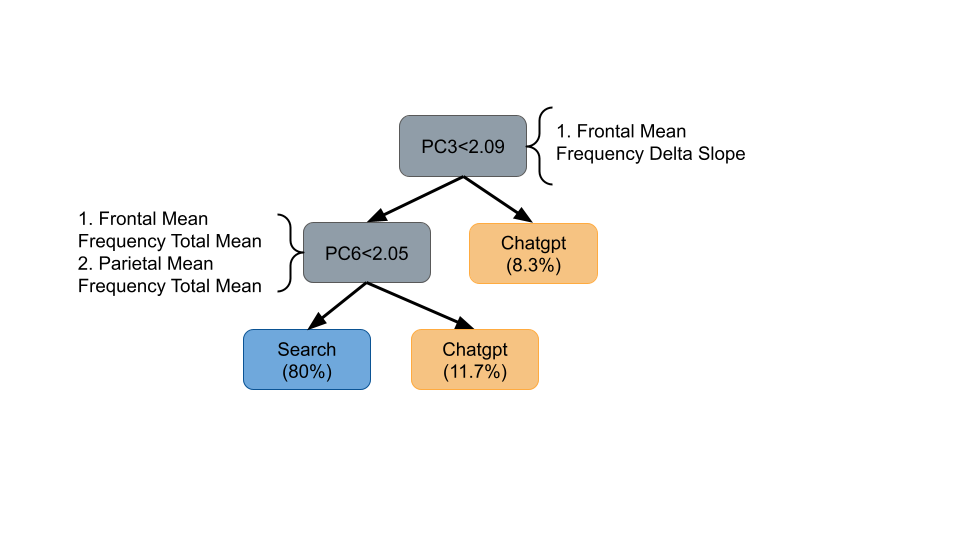 PC3<2.09
1. Frontal Mean
Frequency Delta Slope
1. Frontal Mean
Frequency Total Mean
2. Parietal Mean
Frequency Total Mean
PC6<2.05
Chatgpt
(8.3%)
Search
(80%)
Chatgpt
(11.7%)